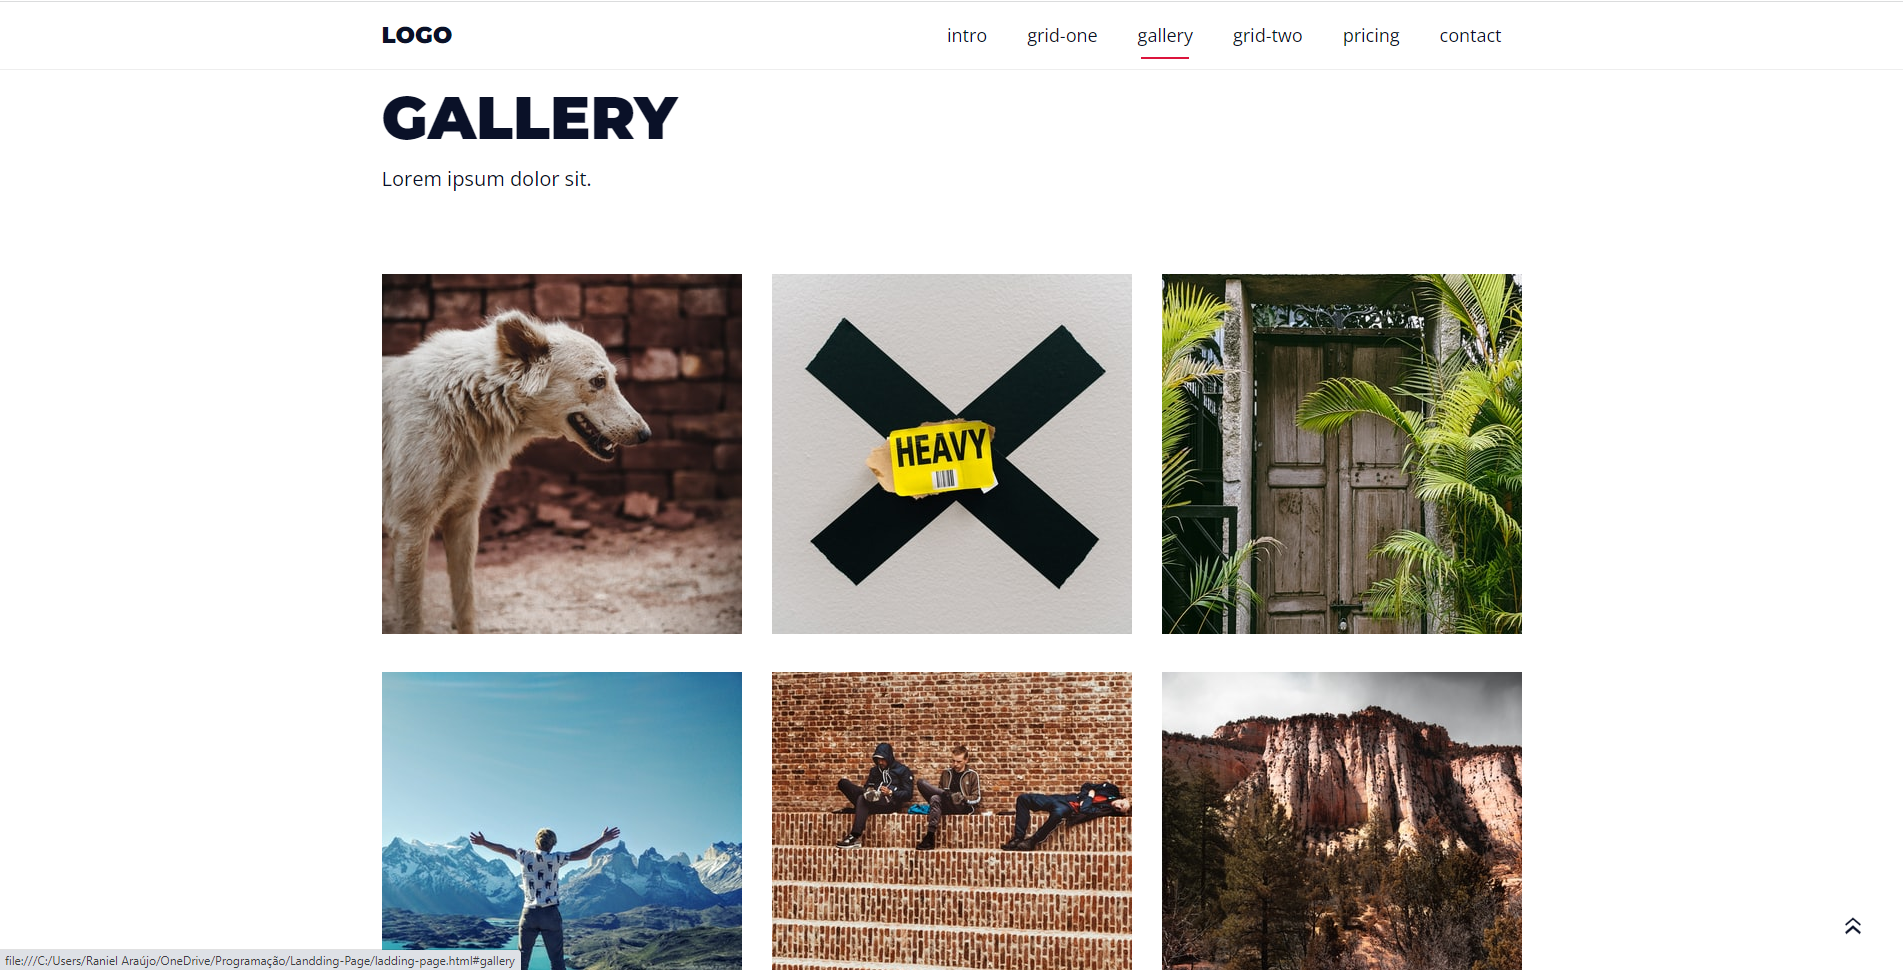 LOGO
intro grid-one gallery grid-two pricing contact
GALLERY
Lorem ipsum dolor sit.
HEAVY
file:///C:/Users/Raniel Araújo/OneDrive/Programação/Landding-Page/ladding-page.html#gallery